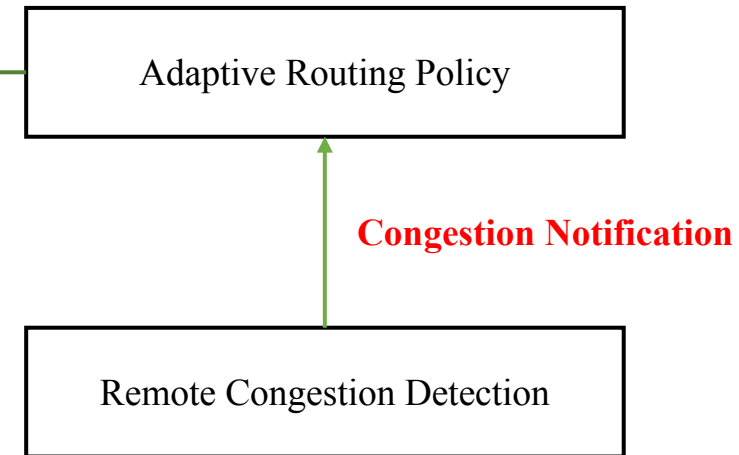 Adaptive Routing Policy
Congestion Notification
Remote Congestion Detection